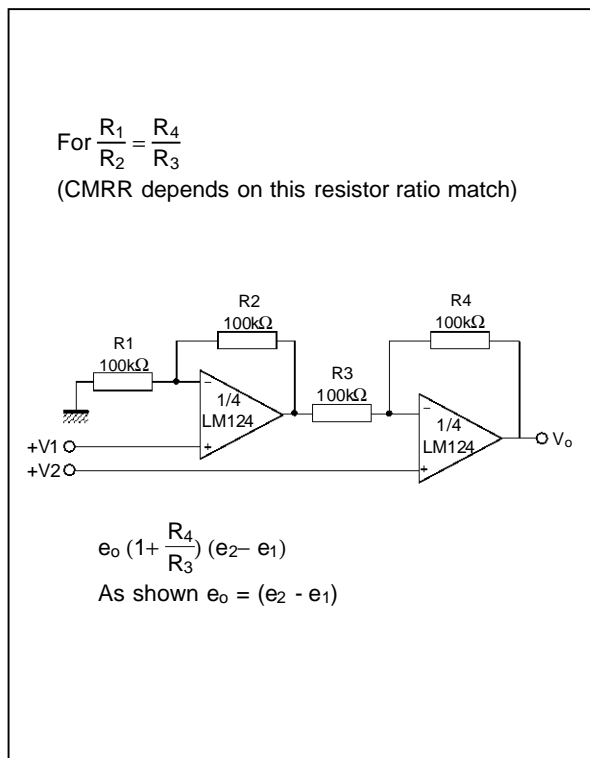 For R1/R2 = R4/R3
(CMRR depends on this resistor ratio match)
R2
100kΩ
R4
100kΩ
R1
100kΩ
R3
100kΩ
−
1/4
LM124
+
−
1/4
LM124
+
Vo
+V1
+V2
eo (1+ R4/R3) (e2− e1)
As shown eo = (e2 - e1)